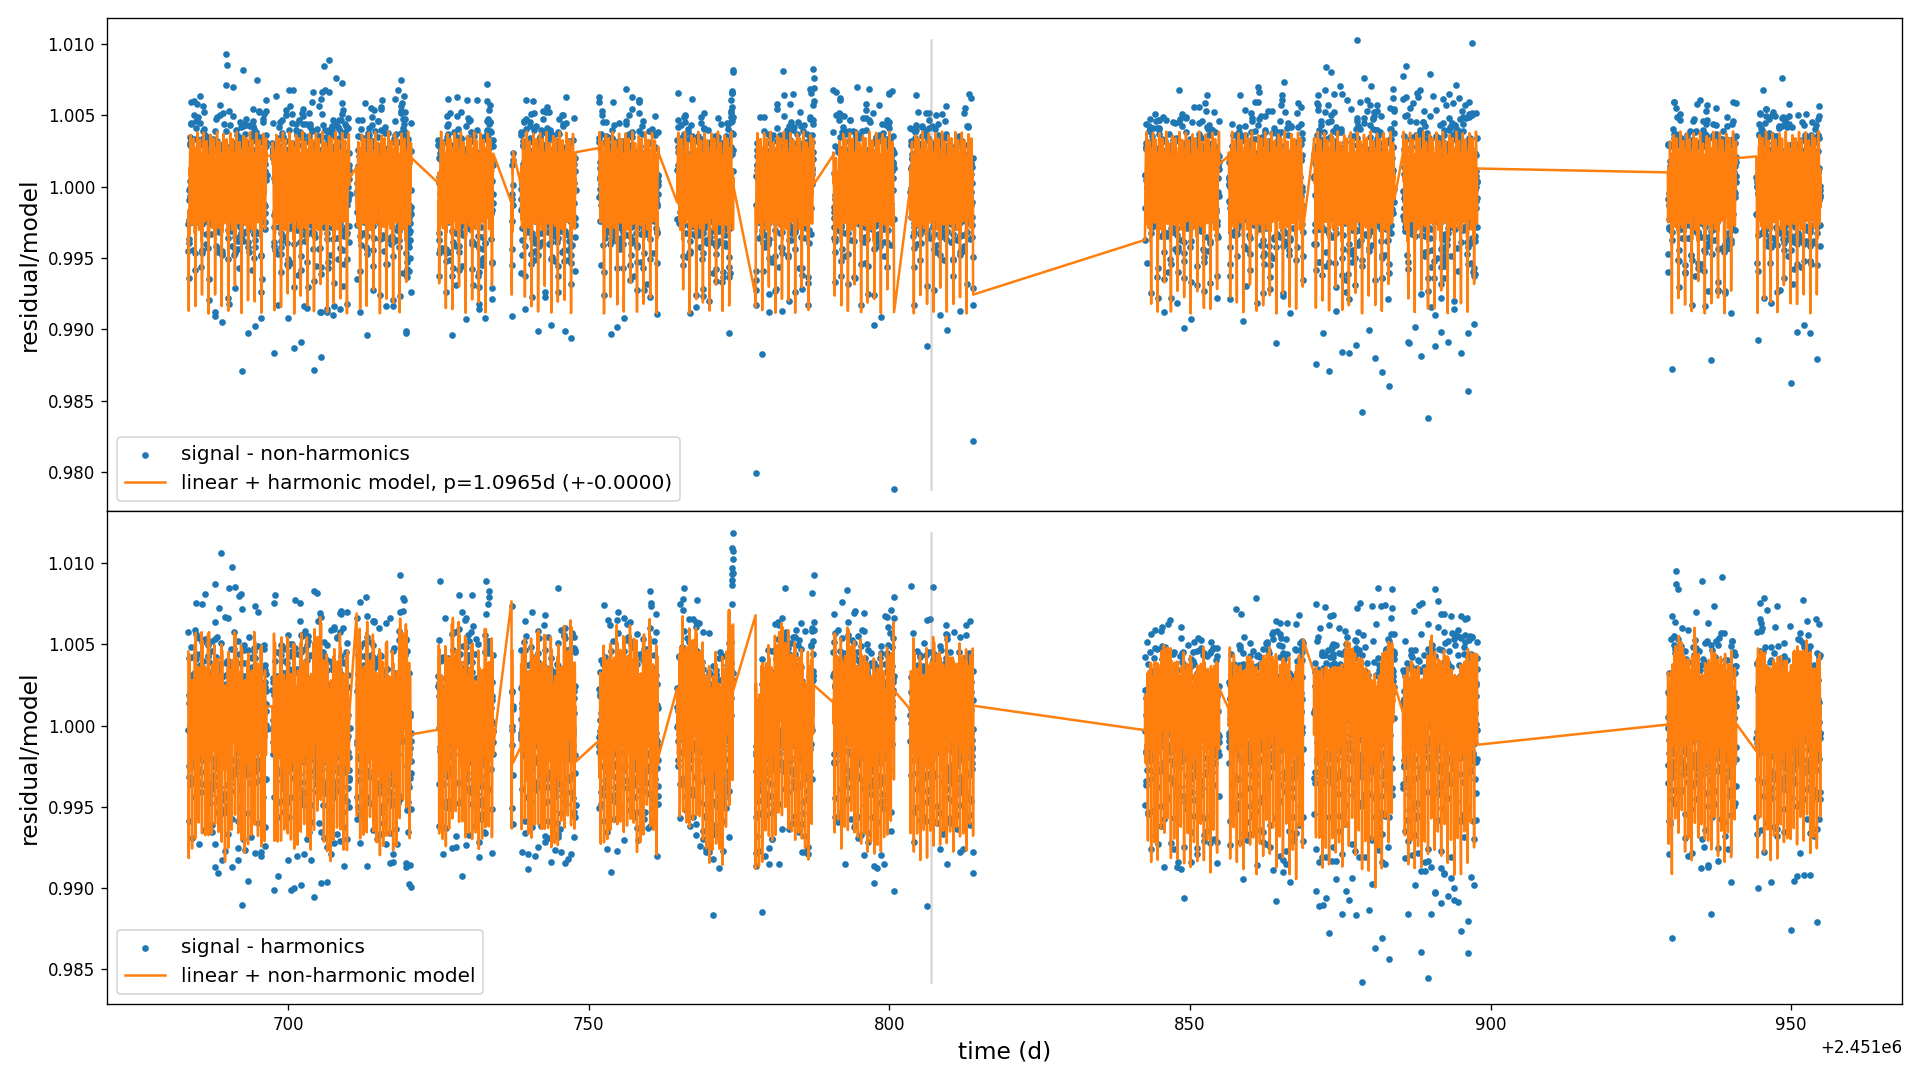 1.010
1.005
1.000
0.995
0.990
0.985
0.980
residual/model
signal - non-harmonics
linear + harmonic model, p=1.0965d (+-0.0000)
1.010
1.005
1.000
0.995
0.990
0.985
residual/model
signal - harmonics
linear + non-harmonic model
700 750 800 850 900 950
time (d)
+2.451e6